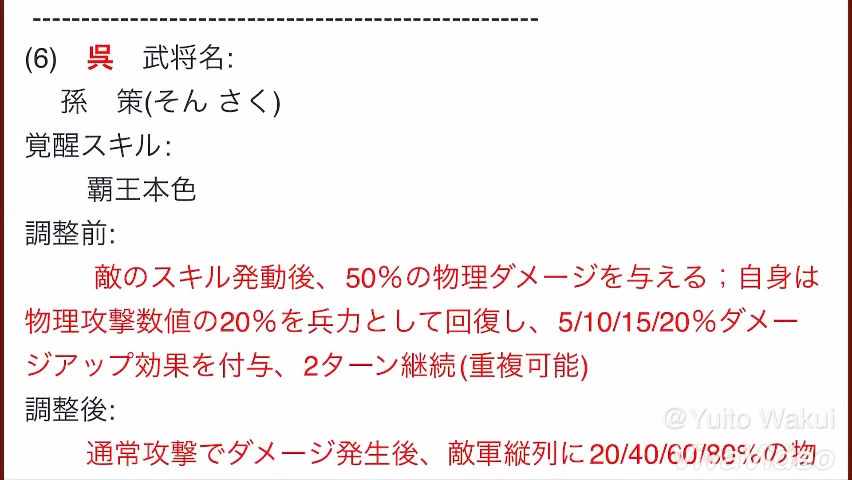 ----------------------------------------------------
(6) 呉 武将名:
孫 策(そん さく)
覚醒スキル:
覇王本色
調整前:
敵のスキル発動後、50%の物理ダメージを与える；自身は
物理攻撃数値の20%を兵力として回復し、5/10/15/20%ダメー
ジアップ効果を付与、2ターン継続(重複可能)
調整後:
@Yuito Wakui
通常攻撃でダメージ発生後、敵軍縦列に20/40/60/80%の物
VivaVideo